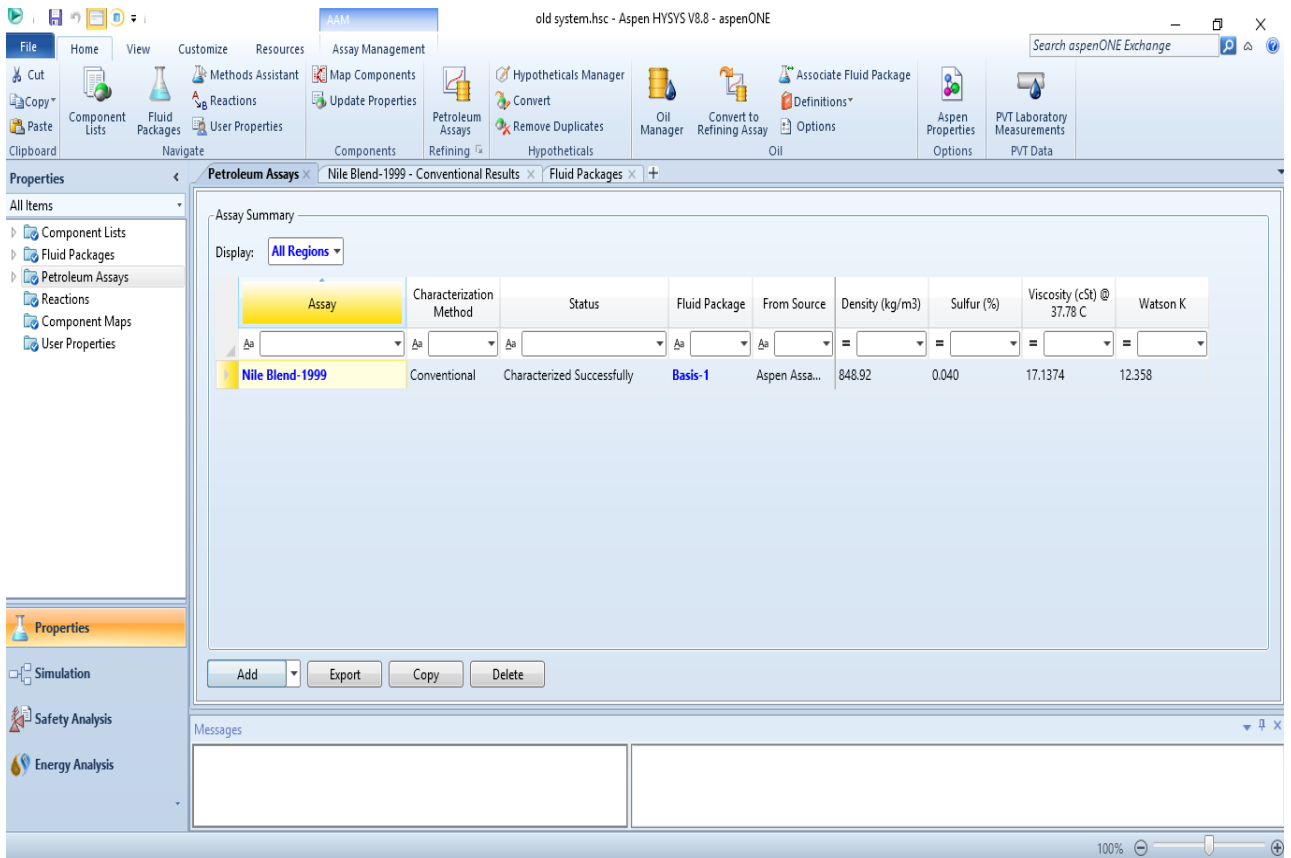 old system.hsc - Aspen HYSYS V8.8 - aspenONE
AAM
File Home View Customize Resources Assay Management
Search aspenONE Exchange
Cut
Copy
Paste
Clipboard
Component Lists
Fluid Packages
Methods Assistant
Reactions
User Properties
Navigate
Map Components
Update Properties
Components
Petroleum Assays
Refining
Hypotheticals Manager
Convert
Remove Duplicates
Hypotheticals
Oil Manager
Convert to Refining Assay
Associate Fluid Package
Definitions
Options
Oil
Aspen Properties
Options
PVT Laboratory Measurements
PVT Data
Properties <
All Items
Component Lists
Fluid Packages
Petroleum Assays
Reactions
Component Maps
User Properties
Properties
Simulation
Safety Analysis
Energy Analysis
Petroleum Assays × Nile Blend-1999 - Conventional Results × Fluid Packages × +
Assay Summary
Display: All Regions
Assay Characterization Method Status Fluid Package From Source Density (kg/m3) Sulfur (%) Viscosity (cSt) @ 37.78 C Watson K
Aa Aa Aa Aa Aa = = = =
Nile Blend-1999 Conventional Characterized Successfully Basis-1 Aspen Assa... 848.92 0.040 17.1374 12.358
Add Export Copy Delete
Messages
100%